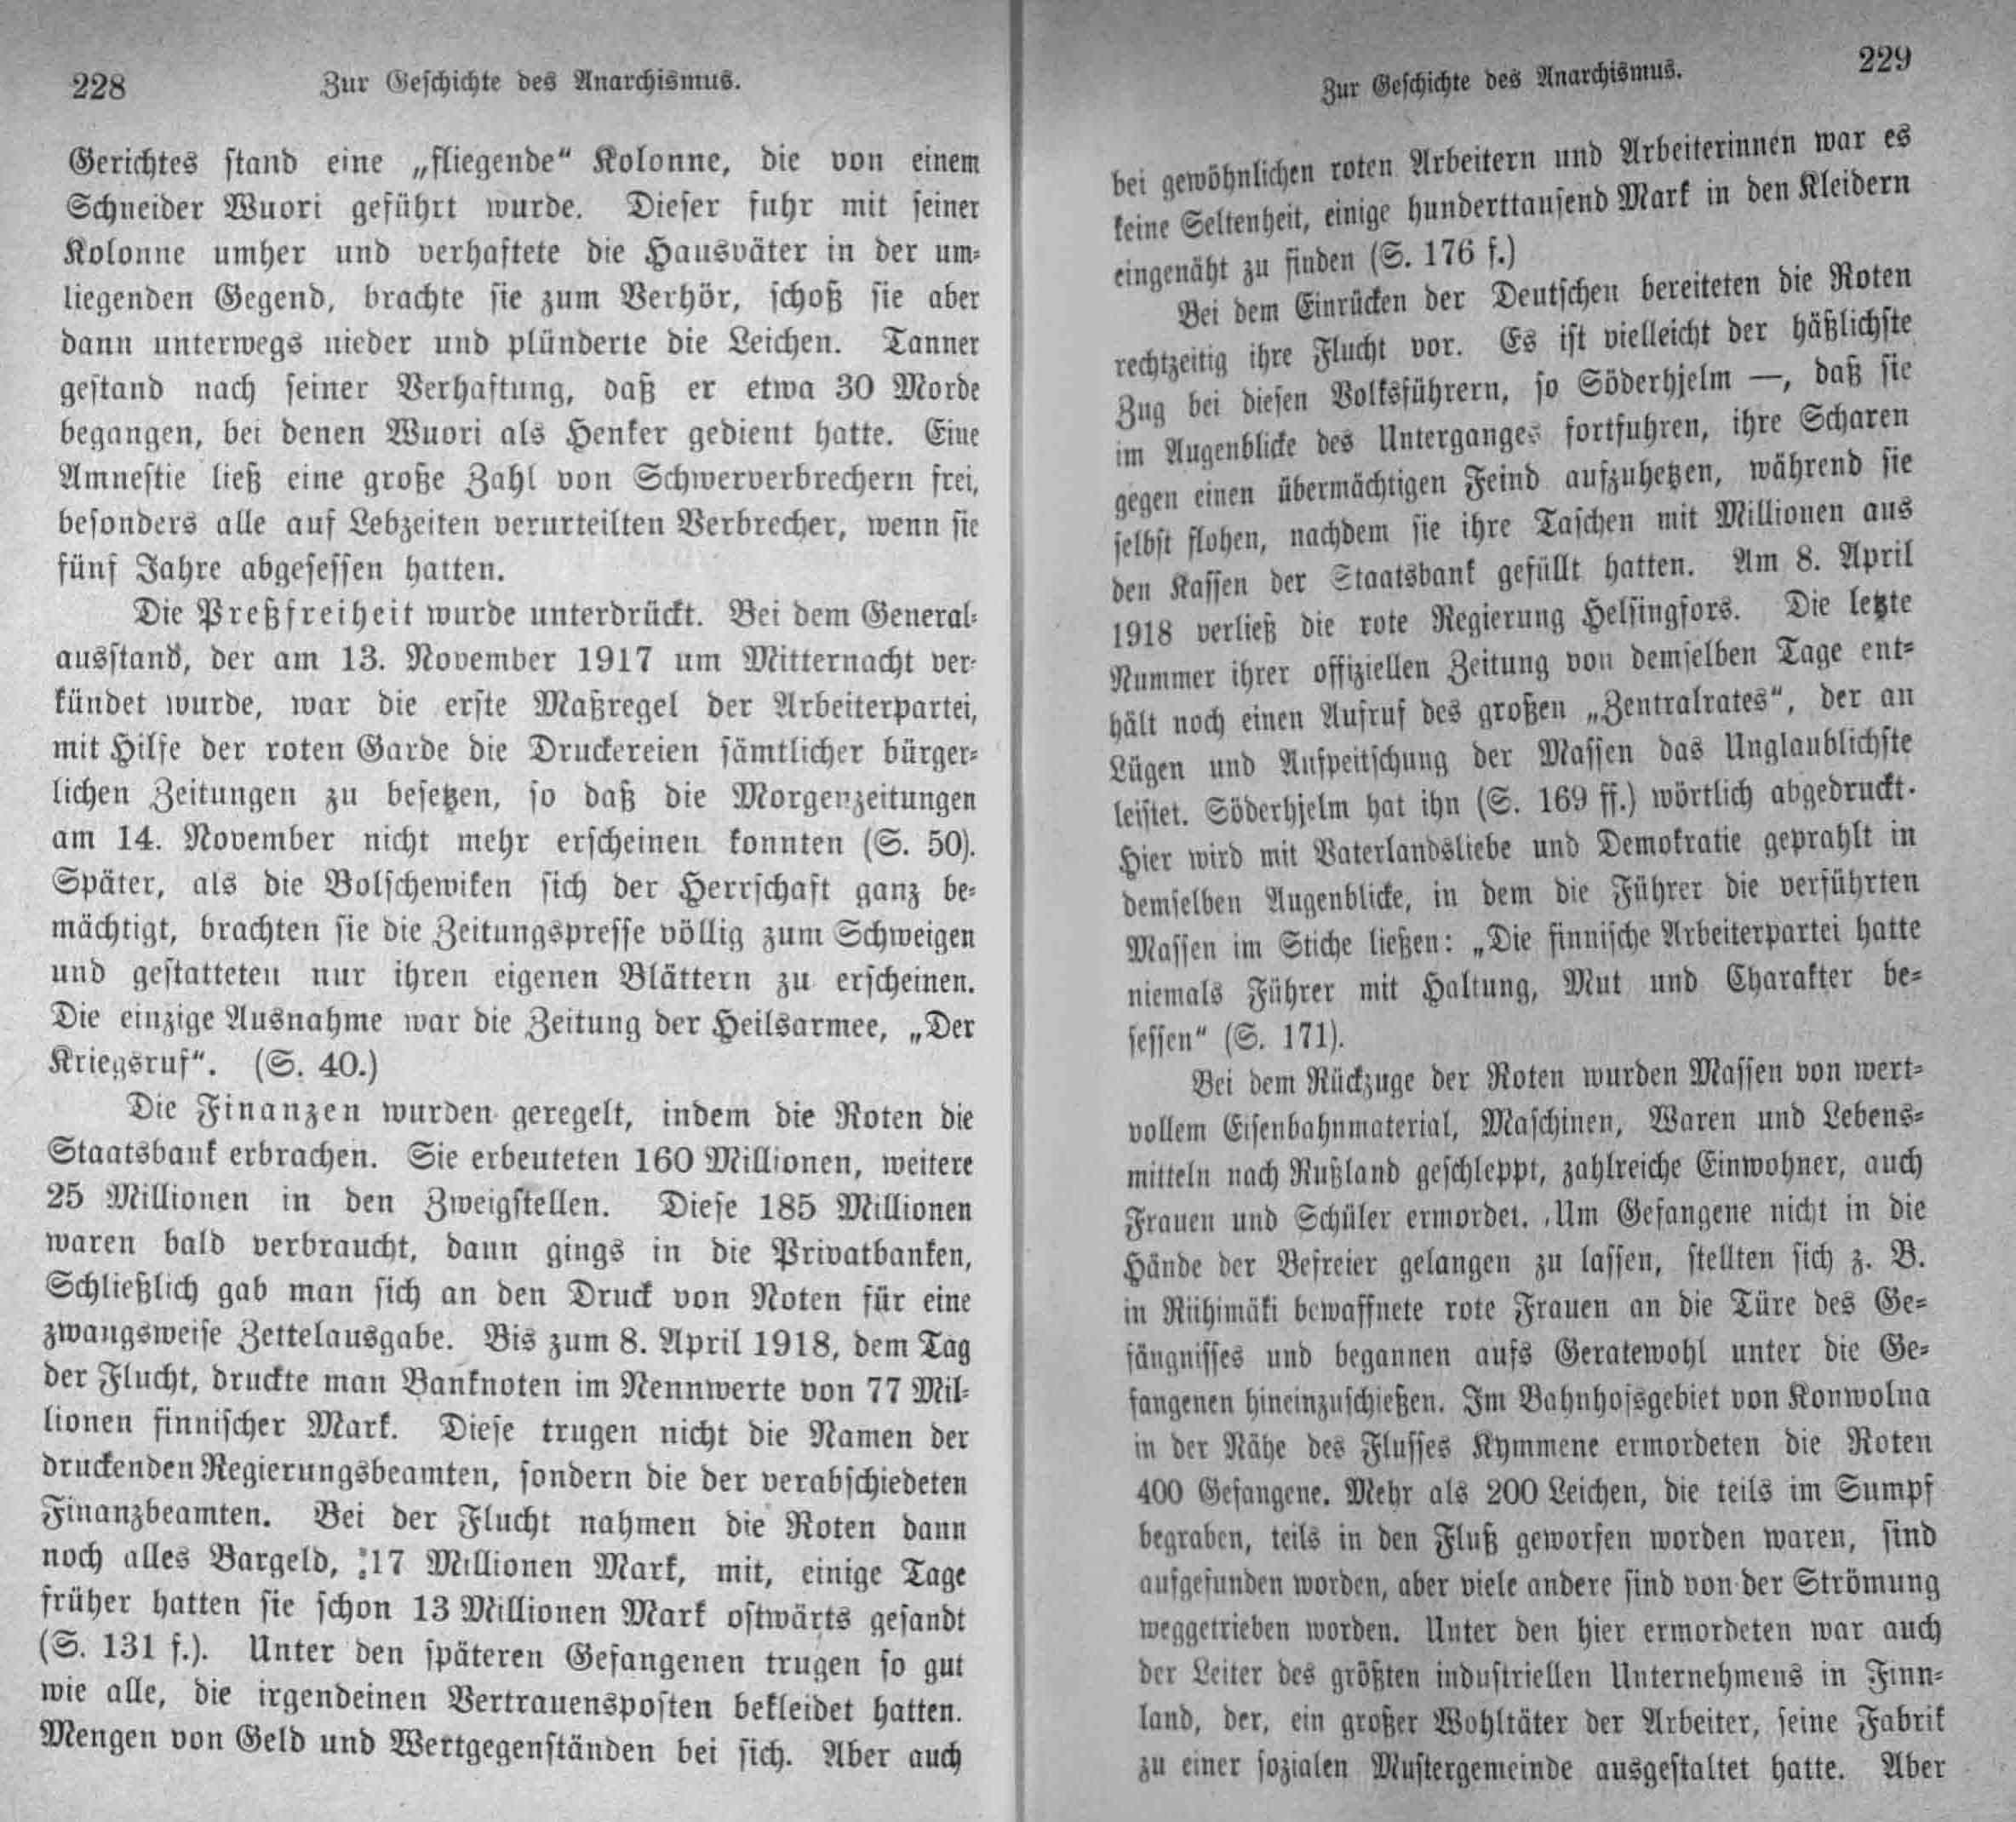 228 Zur Geschichte des Anarchismus.
Gerichtes stand eine „fliegende“ Kolonne, die von einem
Schneider Wuori geführt wurde. Dieser fuhr mit seiner
Kolonne umher und verhaftete die Hausväter in der um-
liegenden Gegend, brachte sie zum Verhör, schoß sie aber
dann unterwegs nieder und plünderte die Leichen. Tanner
gestand nach seiner Verhaftung, daß er etwa 30 Morde
begangen, bei denen Wuori als Henker gedient hatte. Eine
Amnestie ließ eine große Zahl von Schwerverbrechern frei,
besonders alle auf Lebzeiten verurteilten Verbrecher, wenn sie
fünf Jahre abgesessen hatten.
Die Preßfreiheit wurde unterdrückt. Bei dem General-
ausstand, der am 13. November 1917 um Mitternacht ver-
kündet wurde, war die erste Maßregel der Arbeiterpartei,
mit Hilfe der roten Garde die Druckereien sämtlicher bürger-
lichen Zeitungen zu besetzen, so daß die Morgenzeitungen
am 14. November nicht mehr erscheinen konnten (S. 50).
Später, als die Bolschewiken sich der Herrschaft ganz be-
mächtigt, brachten sie die Zeitungspresse völlig zum Schweigen
und gestatteten nur ihren eigenen Blättern zu erscheinen.
Die einzige Ausnahme war die Zeitung der Heilsarmee, „Der
Kriegsruf“. (S. 40.)
Die Finanzen wurden geregelt, indem die Roten die
Staatsbank erbrachen. Sie erbeuteten 160 Millionen, weitere
25 Millionen in den Zweigstellen. Diese 185 Millionen
waren bald verbraucht, dann gings in die Privatbanken,
Schließlich gab man sich an den Druck von Noten für eine
zwangsweise Zettelausgabe. Bis zum 8. April 1918, dem Tag
der Flucht, druckte man Banknoten im Nennwerte von 77 Mil-
lionen finnischer Mark. Diese trugen nicht die Namen der
druckenden Regierungsbeamten, sondern die der verabschiedeten
Finanzbeamten. Bei der Flucht nahmen die Roten dann
noch alles Bargeld, 17 Millionen Mark, mit, einige Tage
früher hatten sie schon 13 Millionen Mark ostwärts gesandt
(S. 131 f.). Unter den späteren Gefangenen trugen so gut
wie alle, die irgendeinen Vertrauensposten bekleidet hatten.
Mengen von Geld und Wertgegenständen bei sich. Aber auch
Zur Geschichte des Anarchismus. 229
bei gewöhnlichen roten Arbeitern und Arbeiterinnen war es
keine Seltenheit, einige hunderttausend Mark in den Kleidern
eingenäht zu finden (S. 176 f.)
Bei dem Einrücken der Deutschen bereiteten die Roten
rechtzeitig ihre Flucht vor. Es ist vielleicht der häßlichste
Zug bei diesen Volksführern, so Söderhjelm —, daß sie
im Augenblicke des Unterganges fortfuhren, ihre Scharen
gegen einen übermächtigen Feind aufzuhetzen, während sie
selbst flohen, nachdem sie ihre Taschen mit Millionen aus
den Kassen der Staatsbank gefüllt hatten. Am 8. April
1918 verließ die rote Regierung Helsingfors. Die letzte
Nummer ihrer offiziellen Zeitung von demselben Tage ent-
hält noch einen Aufruf des großen „Zentralrates“, der an
Lügen und Aufpeitschung der Massen das Unglaublichste
leistet. Söderhjelm hat ihn (S. 169 ff.) wörtlich abgedruckt.
Hier wird mit Vaterlandsliebe und Demokratie geprahlt in
demselben Augenblicke, in dem die Führer die verführten
Massen im Stiche ließen: „Die finnische Arbeiterpartei hatte
niemals Führer mit Haltung, Mut und Charakter be-
sessen“ (S. 171).
Bei dem Rückzuge der Roten wurden Massen von wert-
vollem Eisenbahnmaterial, Maschinen, Waren und Lebens-
mitteln nach Rußland geschleppt, zahlreiche Einwohner, auch
Frauen und Schüler ermordet. Um Gefangene nicht in die
Hände der Befreier gelangen zu lassen, stellten sich z. B.
in Riihimäki bewaffnete rote Frauen an die Türe des Ge-
fängnisses und begannen aufs Geratewohl unter die Ge-
fangenen hineinzuschießen. Im Bahnhofsgebiet von Konwolna
in der Nähe des Flusses Kymmene ermordeten die Roten
400 Gefangene. Mehr als 200 Leichen, die teils im Sumpf
begraben, teils in den Fluß geworfen worden waren, sind
aufgefunden worden, aber viele andere sind von der Strömung
weggetrieben worden. Unter den hier ermordeten war auch
der Leiter des größten industriellen Unternehmens in Finn-
land, der, ein großer Wohltäter der Arbeiter, seine Fabrik
zu einer sozialen Mustergemeinde ausgestaltet hatte. Aber